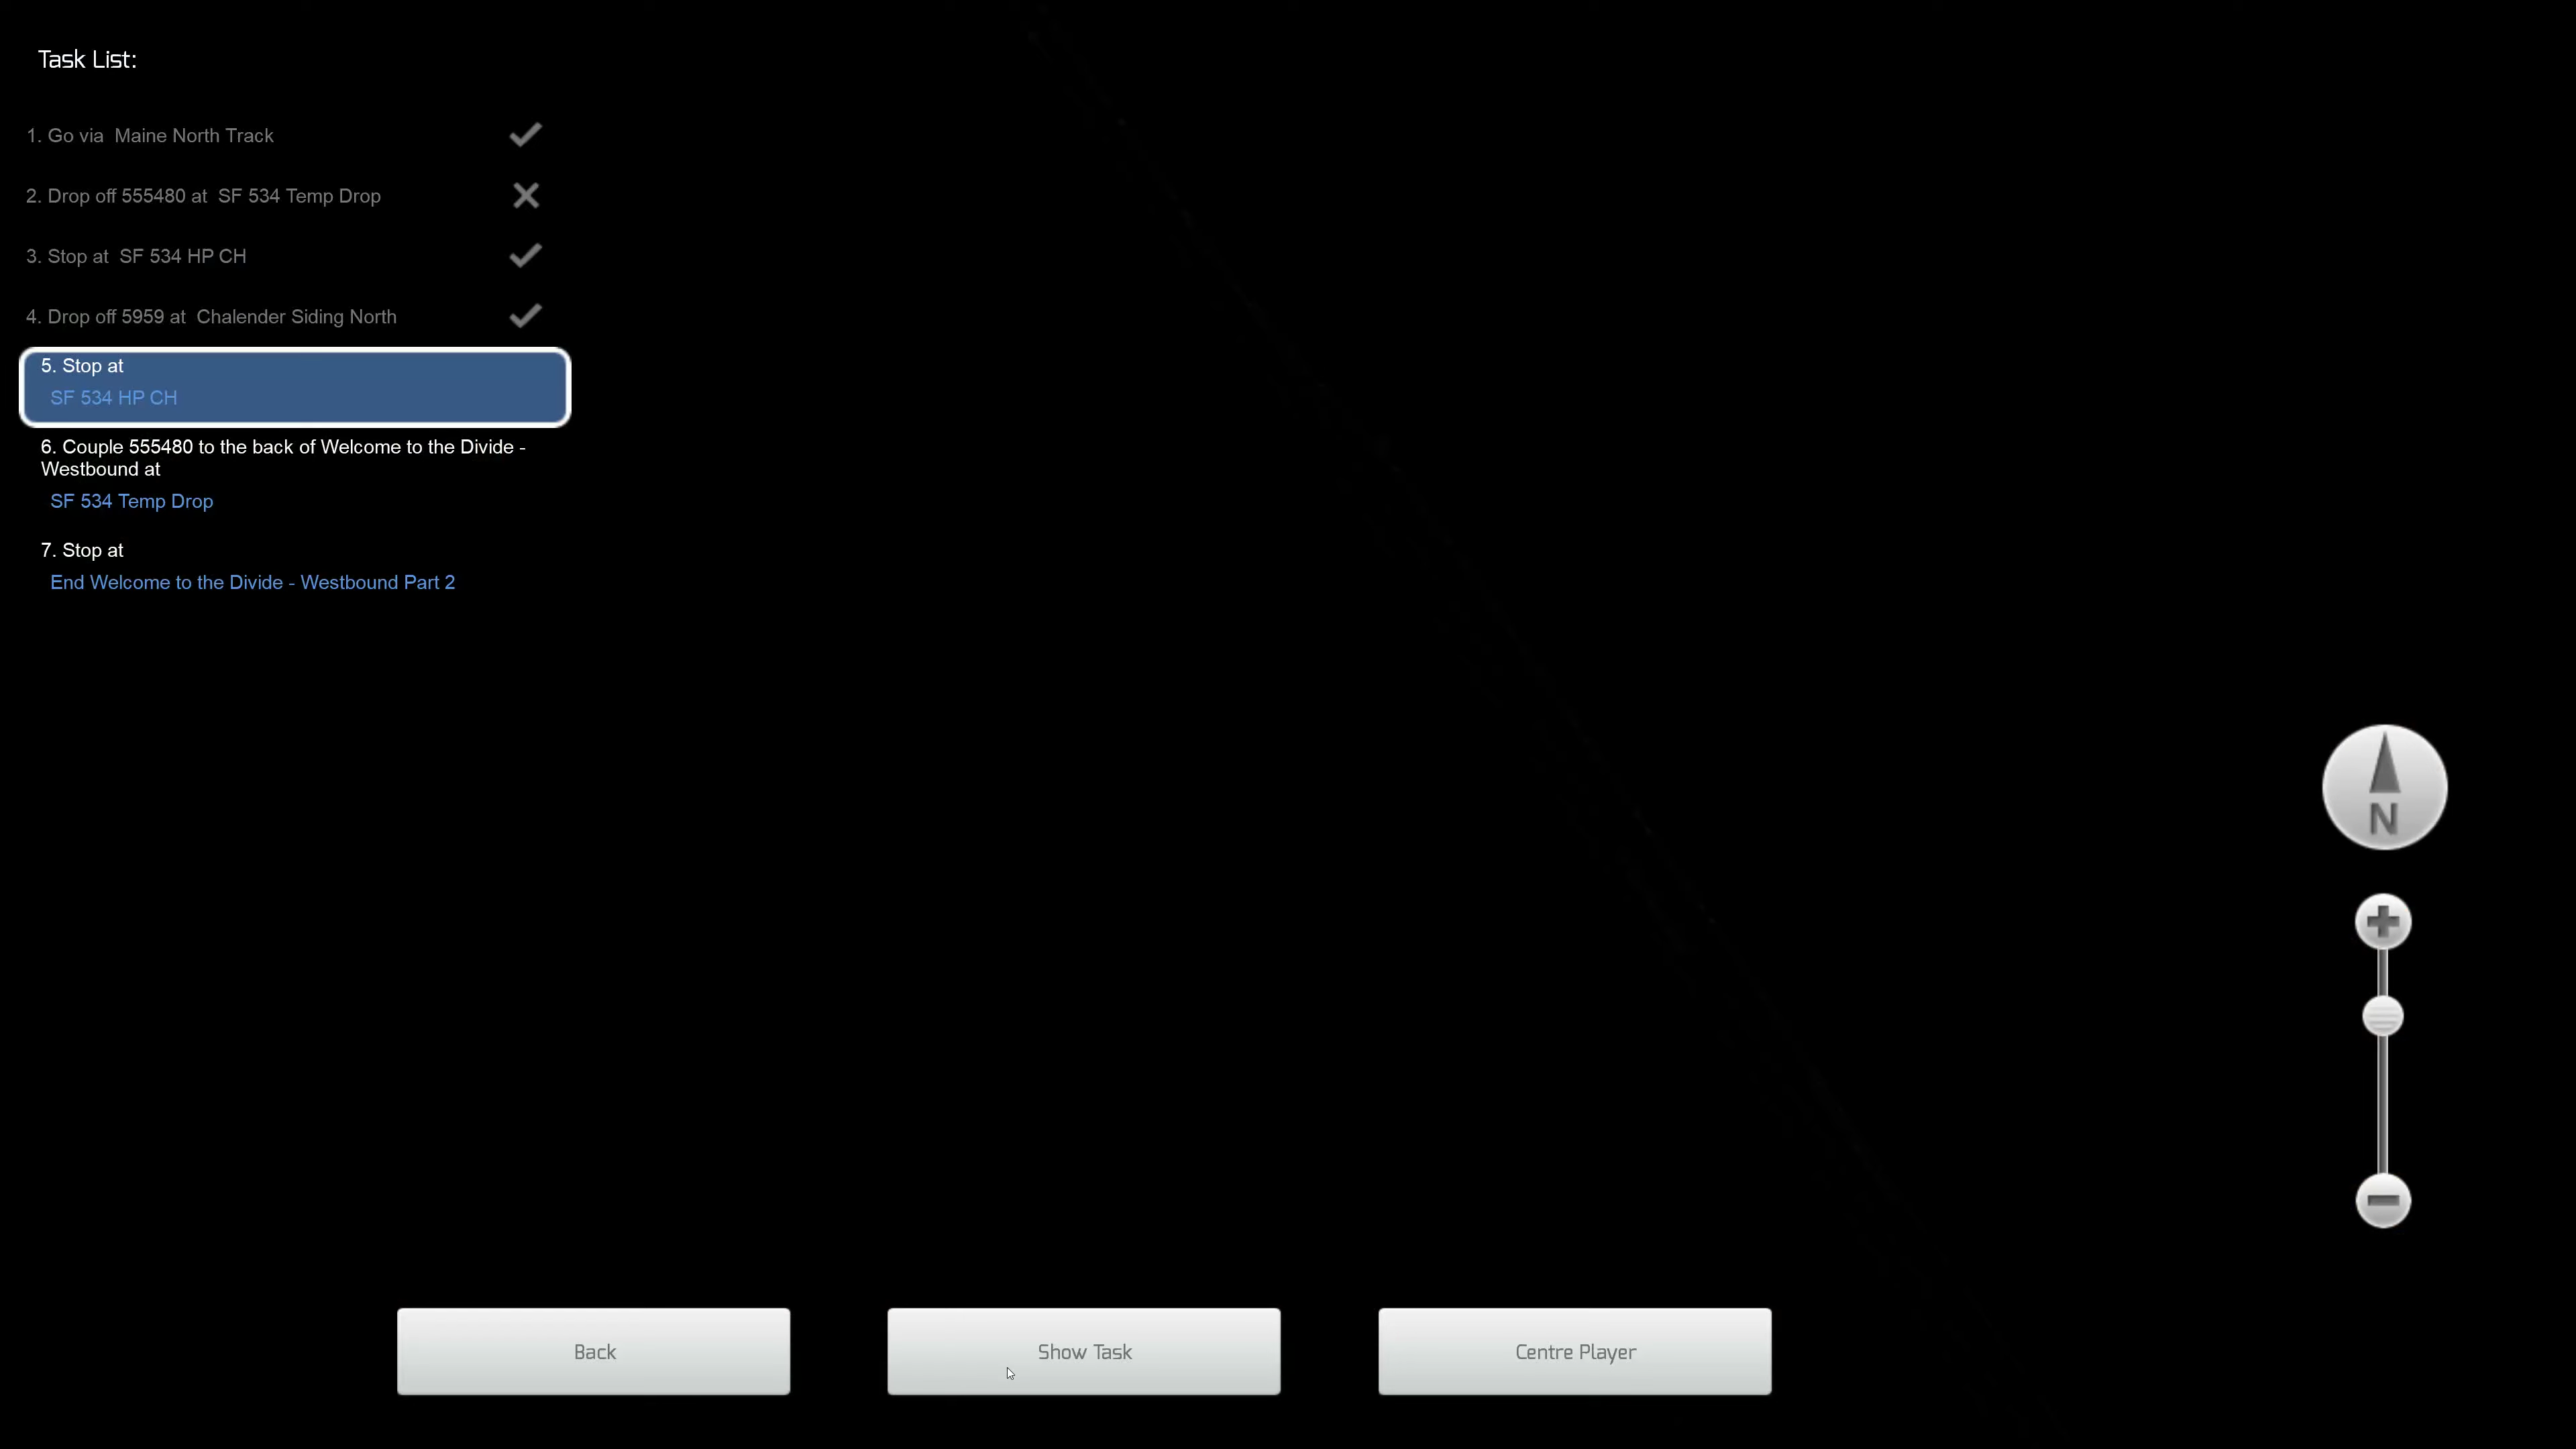 Task List:
1. Go via  Maine North Track
2. Drop off 555480 at  SF 534 Temp Drop
3. Stop at  SF 534 HP CH
4. Drop off 5959 at  Chalender Siding North
5. Stop at
SF 534 HP CH
6. Couple 555480 to the back of Welcome to the Divide -
Westbound at
SF 534 Temp Drop
7. Stop at
End Welcome to the Divide - Westbound Part 2
N
Back
Show Task
Centre Player